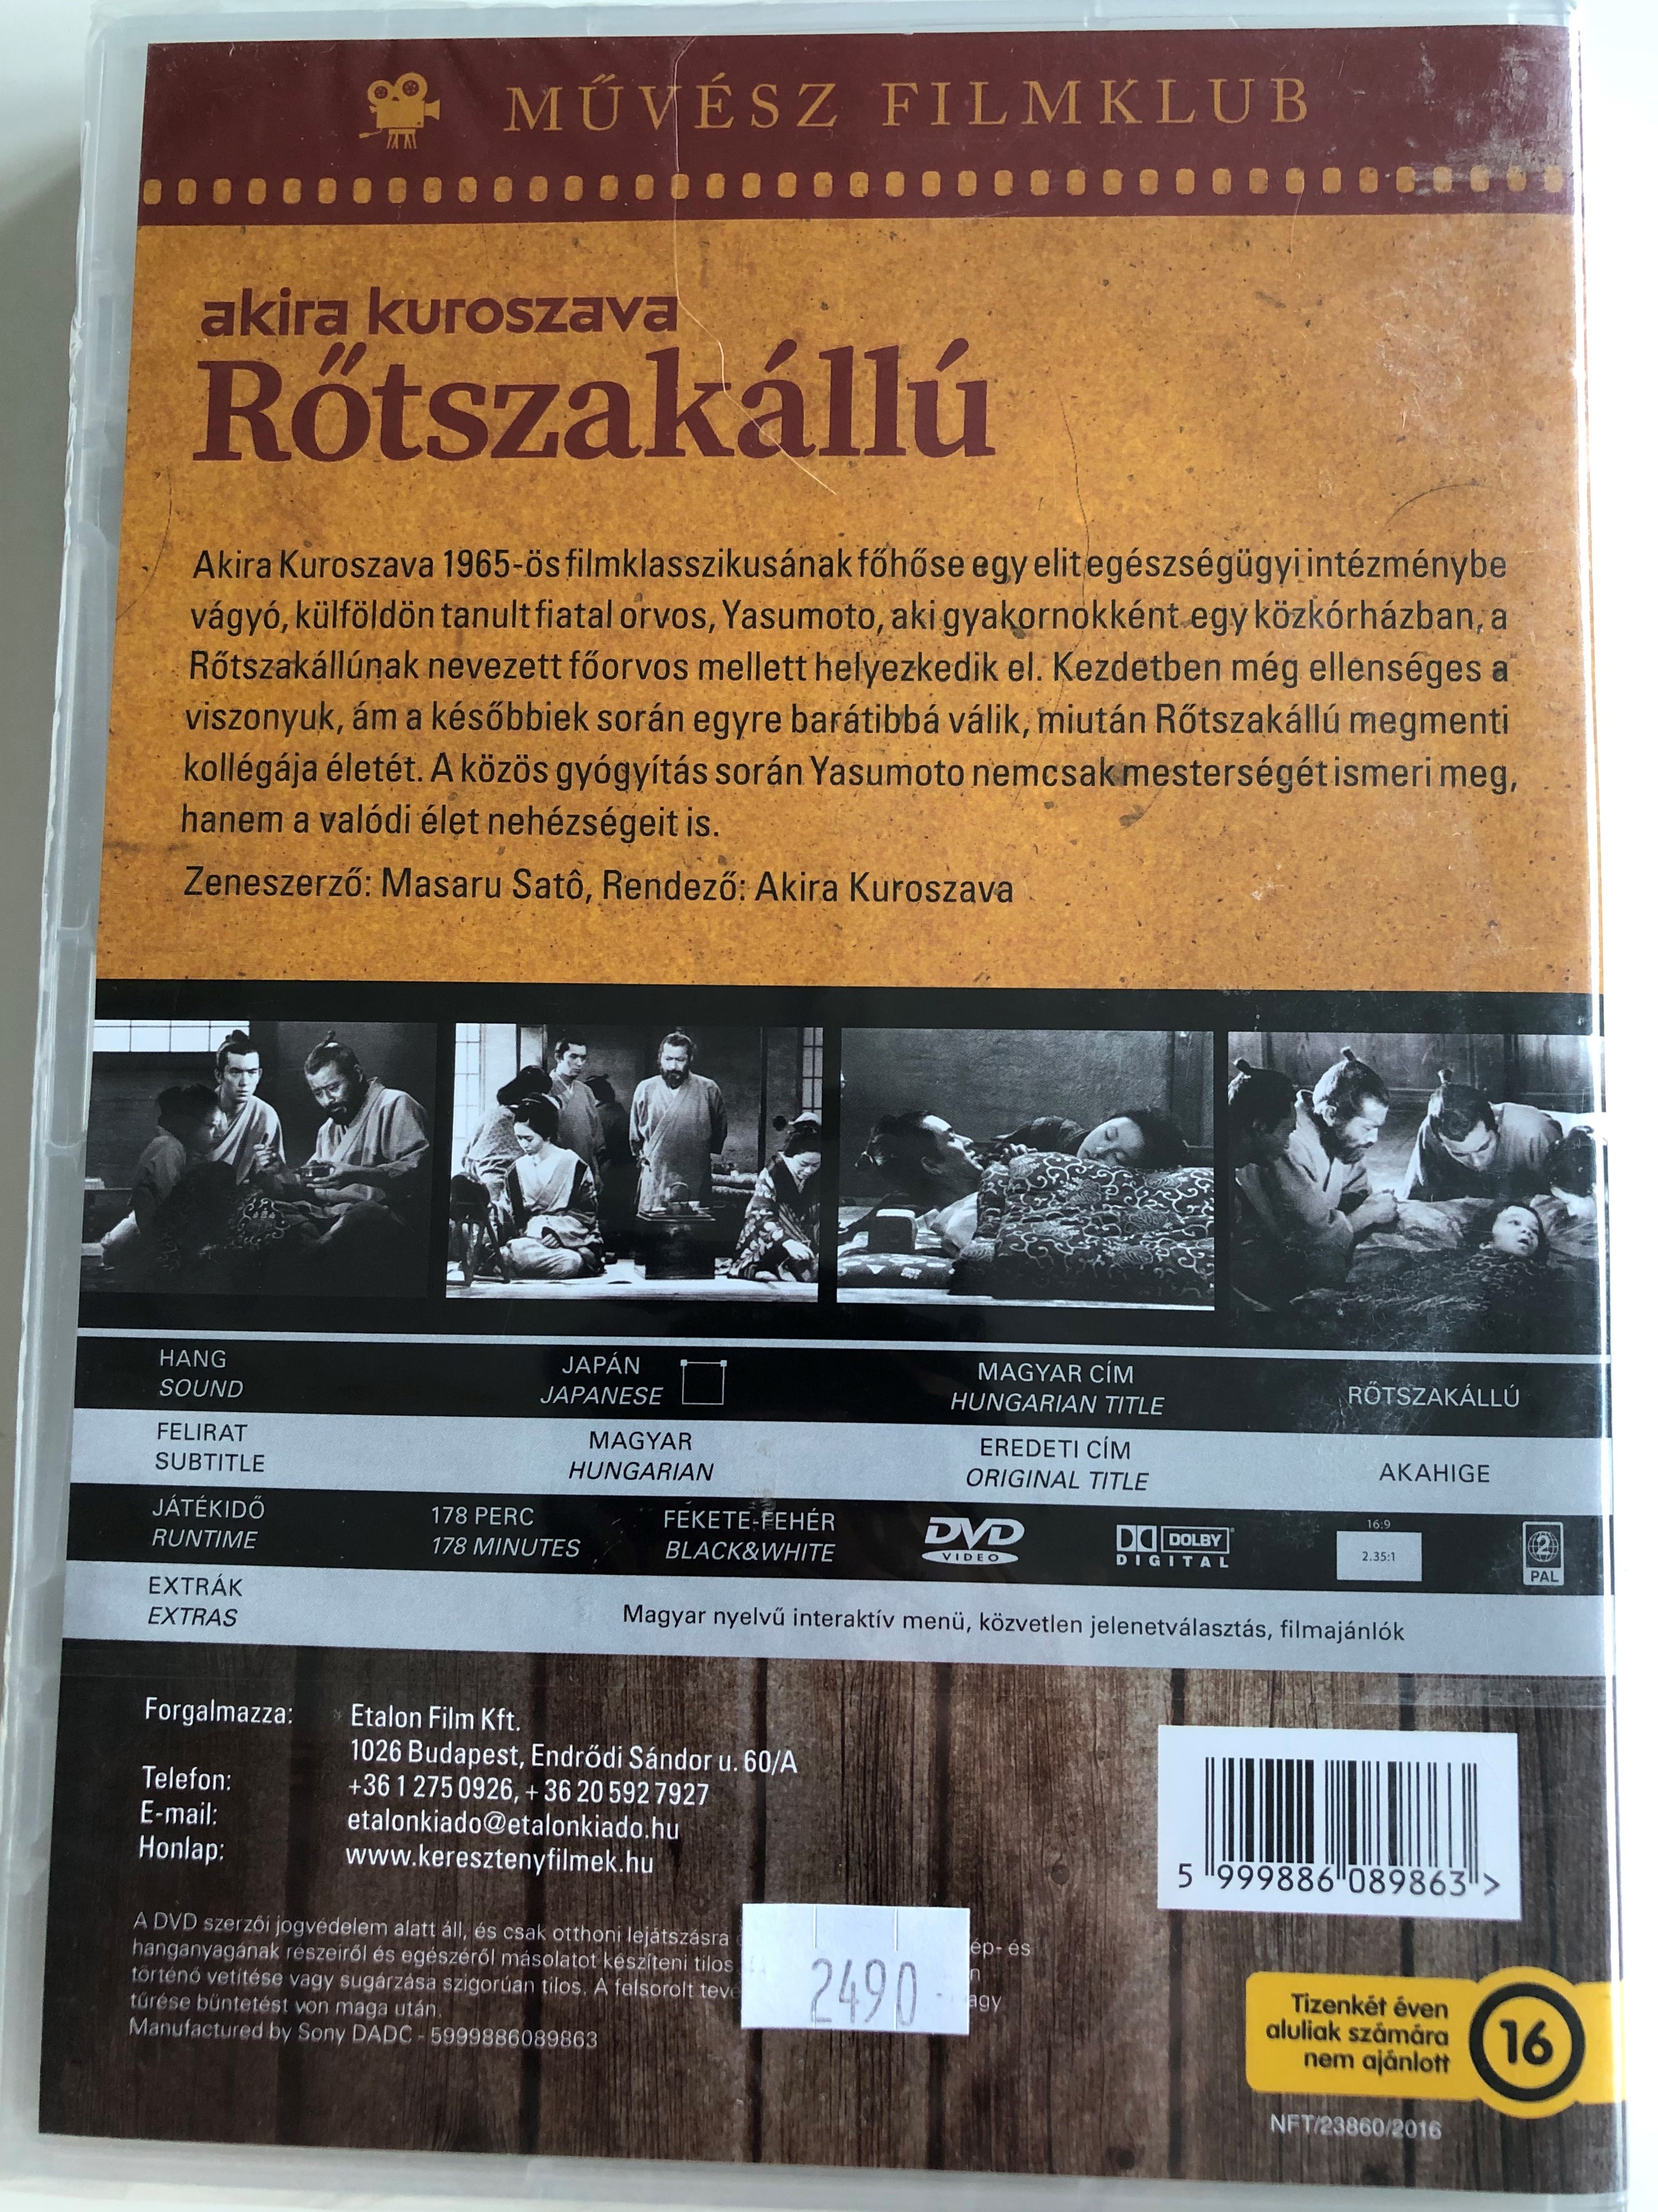 MŰVÉSZ FILMKLUB
akira kuroszava
Rőtszakállú
Akira Kuroszava 1965-ös filmklasszikusának főhőse egy elit egészségügyi intézménybe
vágyó, külföldön tanult fiatal orvos, Yasumoto, aki gyakornokként egy közkórházban, a
Rőtszakállúnak nevezett főorvos mellett helyezkedik el. Kezdetben még ellenséges a
viszonyuk, ám a későbbiek során egyre barátibbá válik, miután Rőtszakállú megmenti
kollégája életét. A közös gyógyítás során Yasumoto nemcsak mesterségét ismeri meg,
hanem a valódi élet nehézségeit is.
Zeneszerző: Masaru Satô, Rendező: Akira Kuroszava
HANG JAPÁN MAGYAR CÍM RŐTSZAKÁLLÚ
SOUND JAPANESE HUNGARIAN TITLE
FELIRAT MAGYAR EREDETI CÍM AKAHIGE
SUBTITLE HUNGARIAN ORIGINAL TITLE
JÁTÉKIDŐ 178 PERC FEKETE-FEHÉR DVD DOLBY 16:9 2
RUNTIME 178 MINUTES BLACK&WHITE VIDEO DIGITAL 2.35:1 PAL
EXTRÁK
EXTRAS Magyar nyelvű interaktív menü, közvetlen jelenetválasztás, filmajánlók
Forgalmazza: Etalon Film Kft.
1026 Budapest, Endrődi Sándor u. 60/A
Telefon: +36 1 275 0926, + 36 20 592 7927
E-mail: etalonkiado@etalonkiado.hu
Honlap: www.keresztenyfilmek.hu
5 999886 089863 >
A DVD szerzői jogvédelem alatt áll, és csak otthoni lejátszásra
hanganyagának részeiről és egészéről másolatot készíteni tilos
történő vetítése vagy sugárzása szigorúan tilos. A felsorolt
tűrése büntetést von maga után.
Manufactured by Sony DADC - 5999886089863
2490
Tizenkét éven
aluliak számára
nem ajánlott
16
NFT/23860/2016